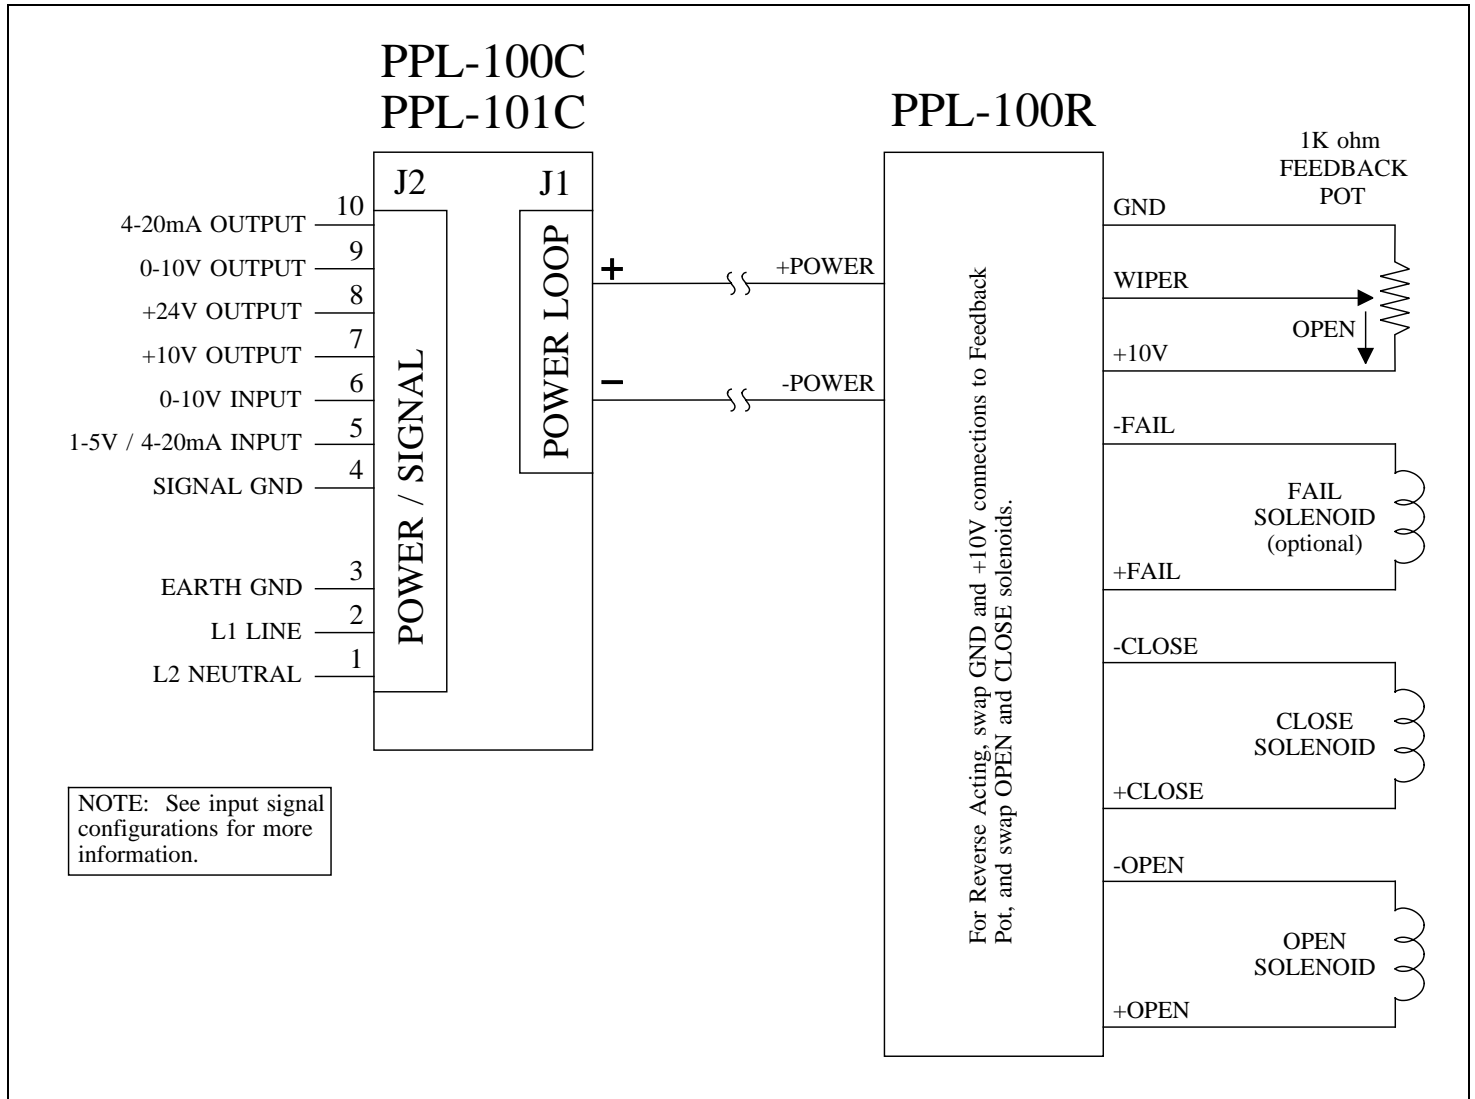 PPL-100C
PPL-101C
J2
J1
POWER / SIGNAL
POWER LOOP
10
4-20mA OUTPUT
9
0-10V OUTPUT
8
+24V OUTPUT
7
+10V OUTPUT
6
0-10V INPUT
5
1-5V / 4-20mA INPUT
4
SIGNAL GND
3
EARTH GND
2
L1 LINE
1
L2 NEUTRAL
+
+POWER
−
-POWER
NOTE: See input signal
configurations for more
information.
PPL-100R
For Reverse Acting, swap GND and +10V connections to Feedback
Pot, and swap OPEN and CLOSE solenoids.
1K ohm
FEEDBACK
POT
GND
WIPER
OPEN
+10V
-FAIL
FAIL
SOLENOID
(optional)
+FAIL
-CLOSE
CLOSE
SOLENOID
+CLOSE
-OPEN
OPEN
SOLENOID
+OPEN